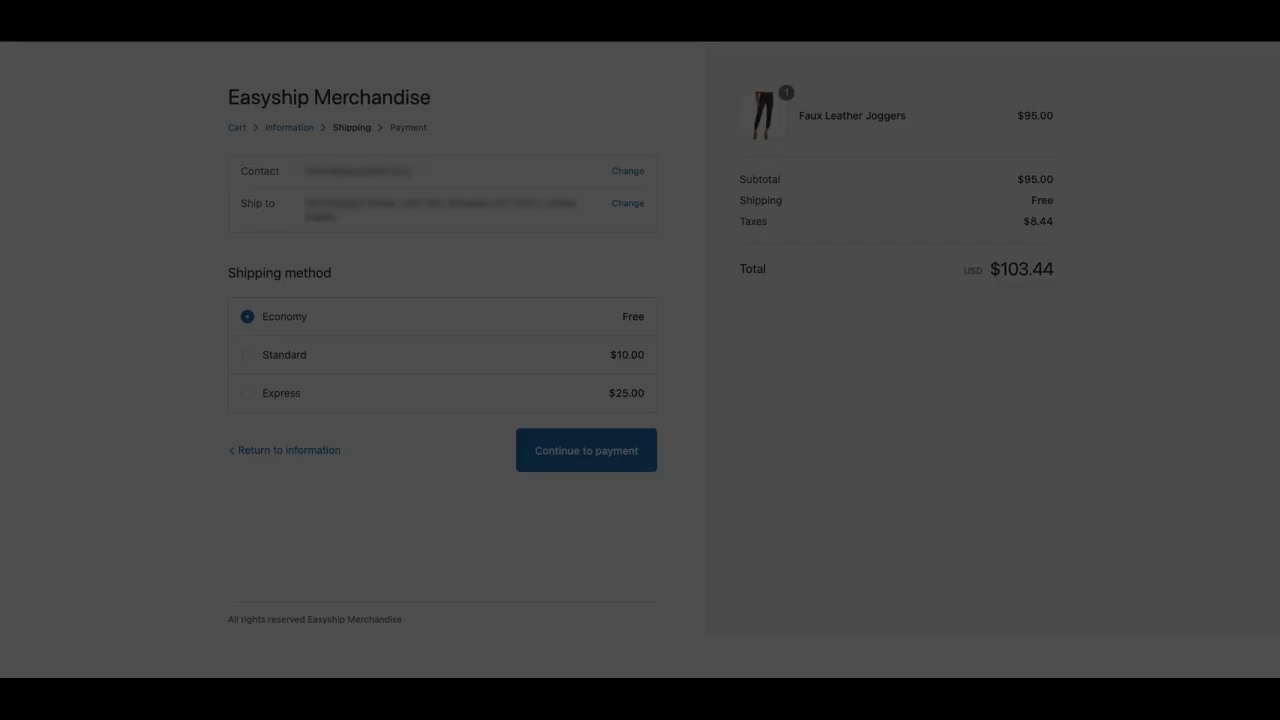 Easyship Merchandise
Cart > Information > Shipping > Payment
Contact Change
Ship to Change
Shipping method
Economy Free
Standard $10.00
Express $25.00
< Return to information Continue to payment
All rights reserved Easyship Merchandise
1
Faux Leather Joggers $95.00
Subtotal $95.00
Shipping Free
Taxes $8.44
Total USD $103.44